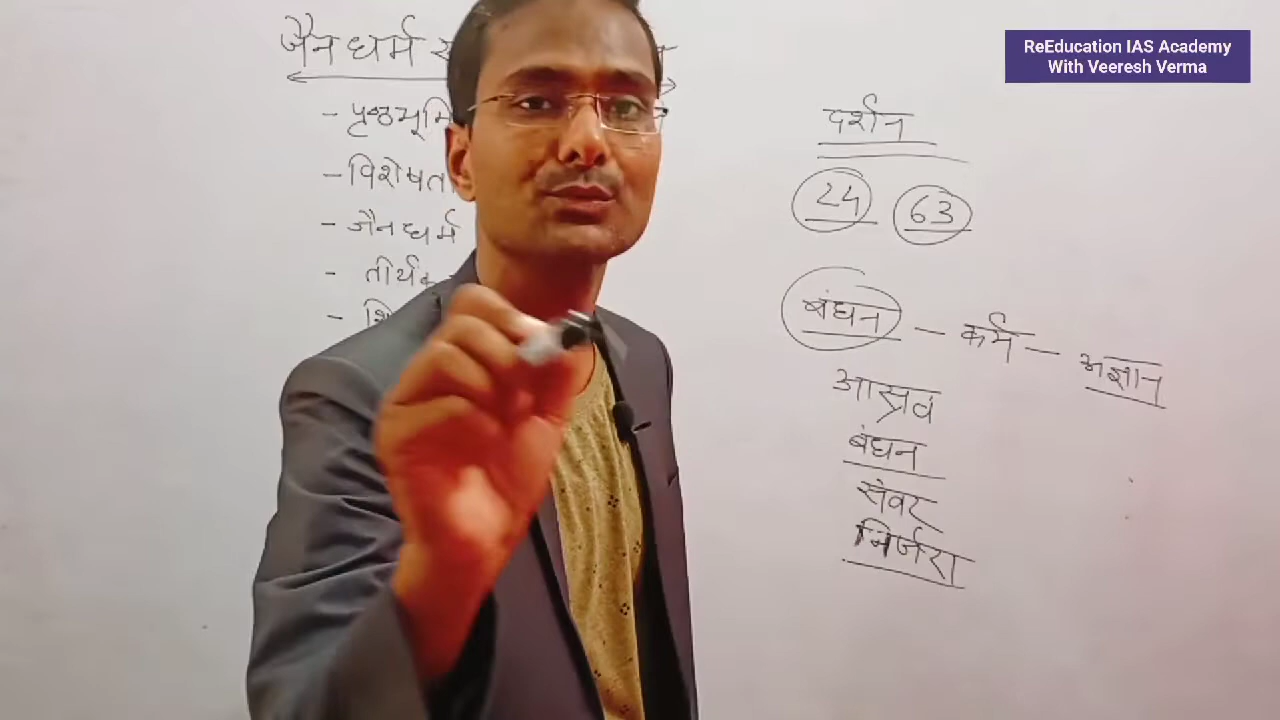 जैन धर्म
- पृष्ठभूमि
- विशेषता
- जैन धर्म
- तीर्थक
- शि
ReEducation IAS Academy
With Veeresh Verma
दर्शन
24 63
बंधन - कर्म - अज्ञान
आस्रव
बंधन
संवर
निर्जरा